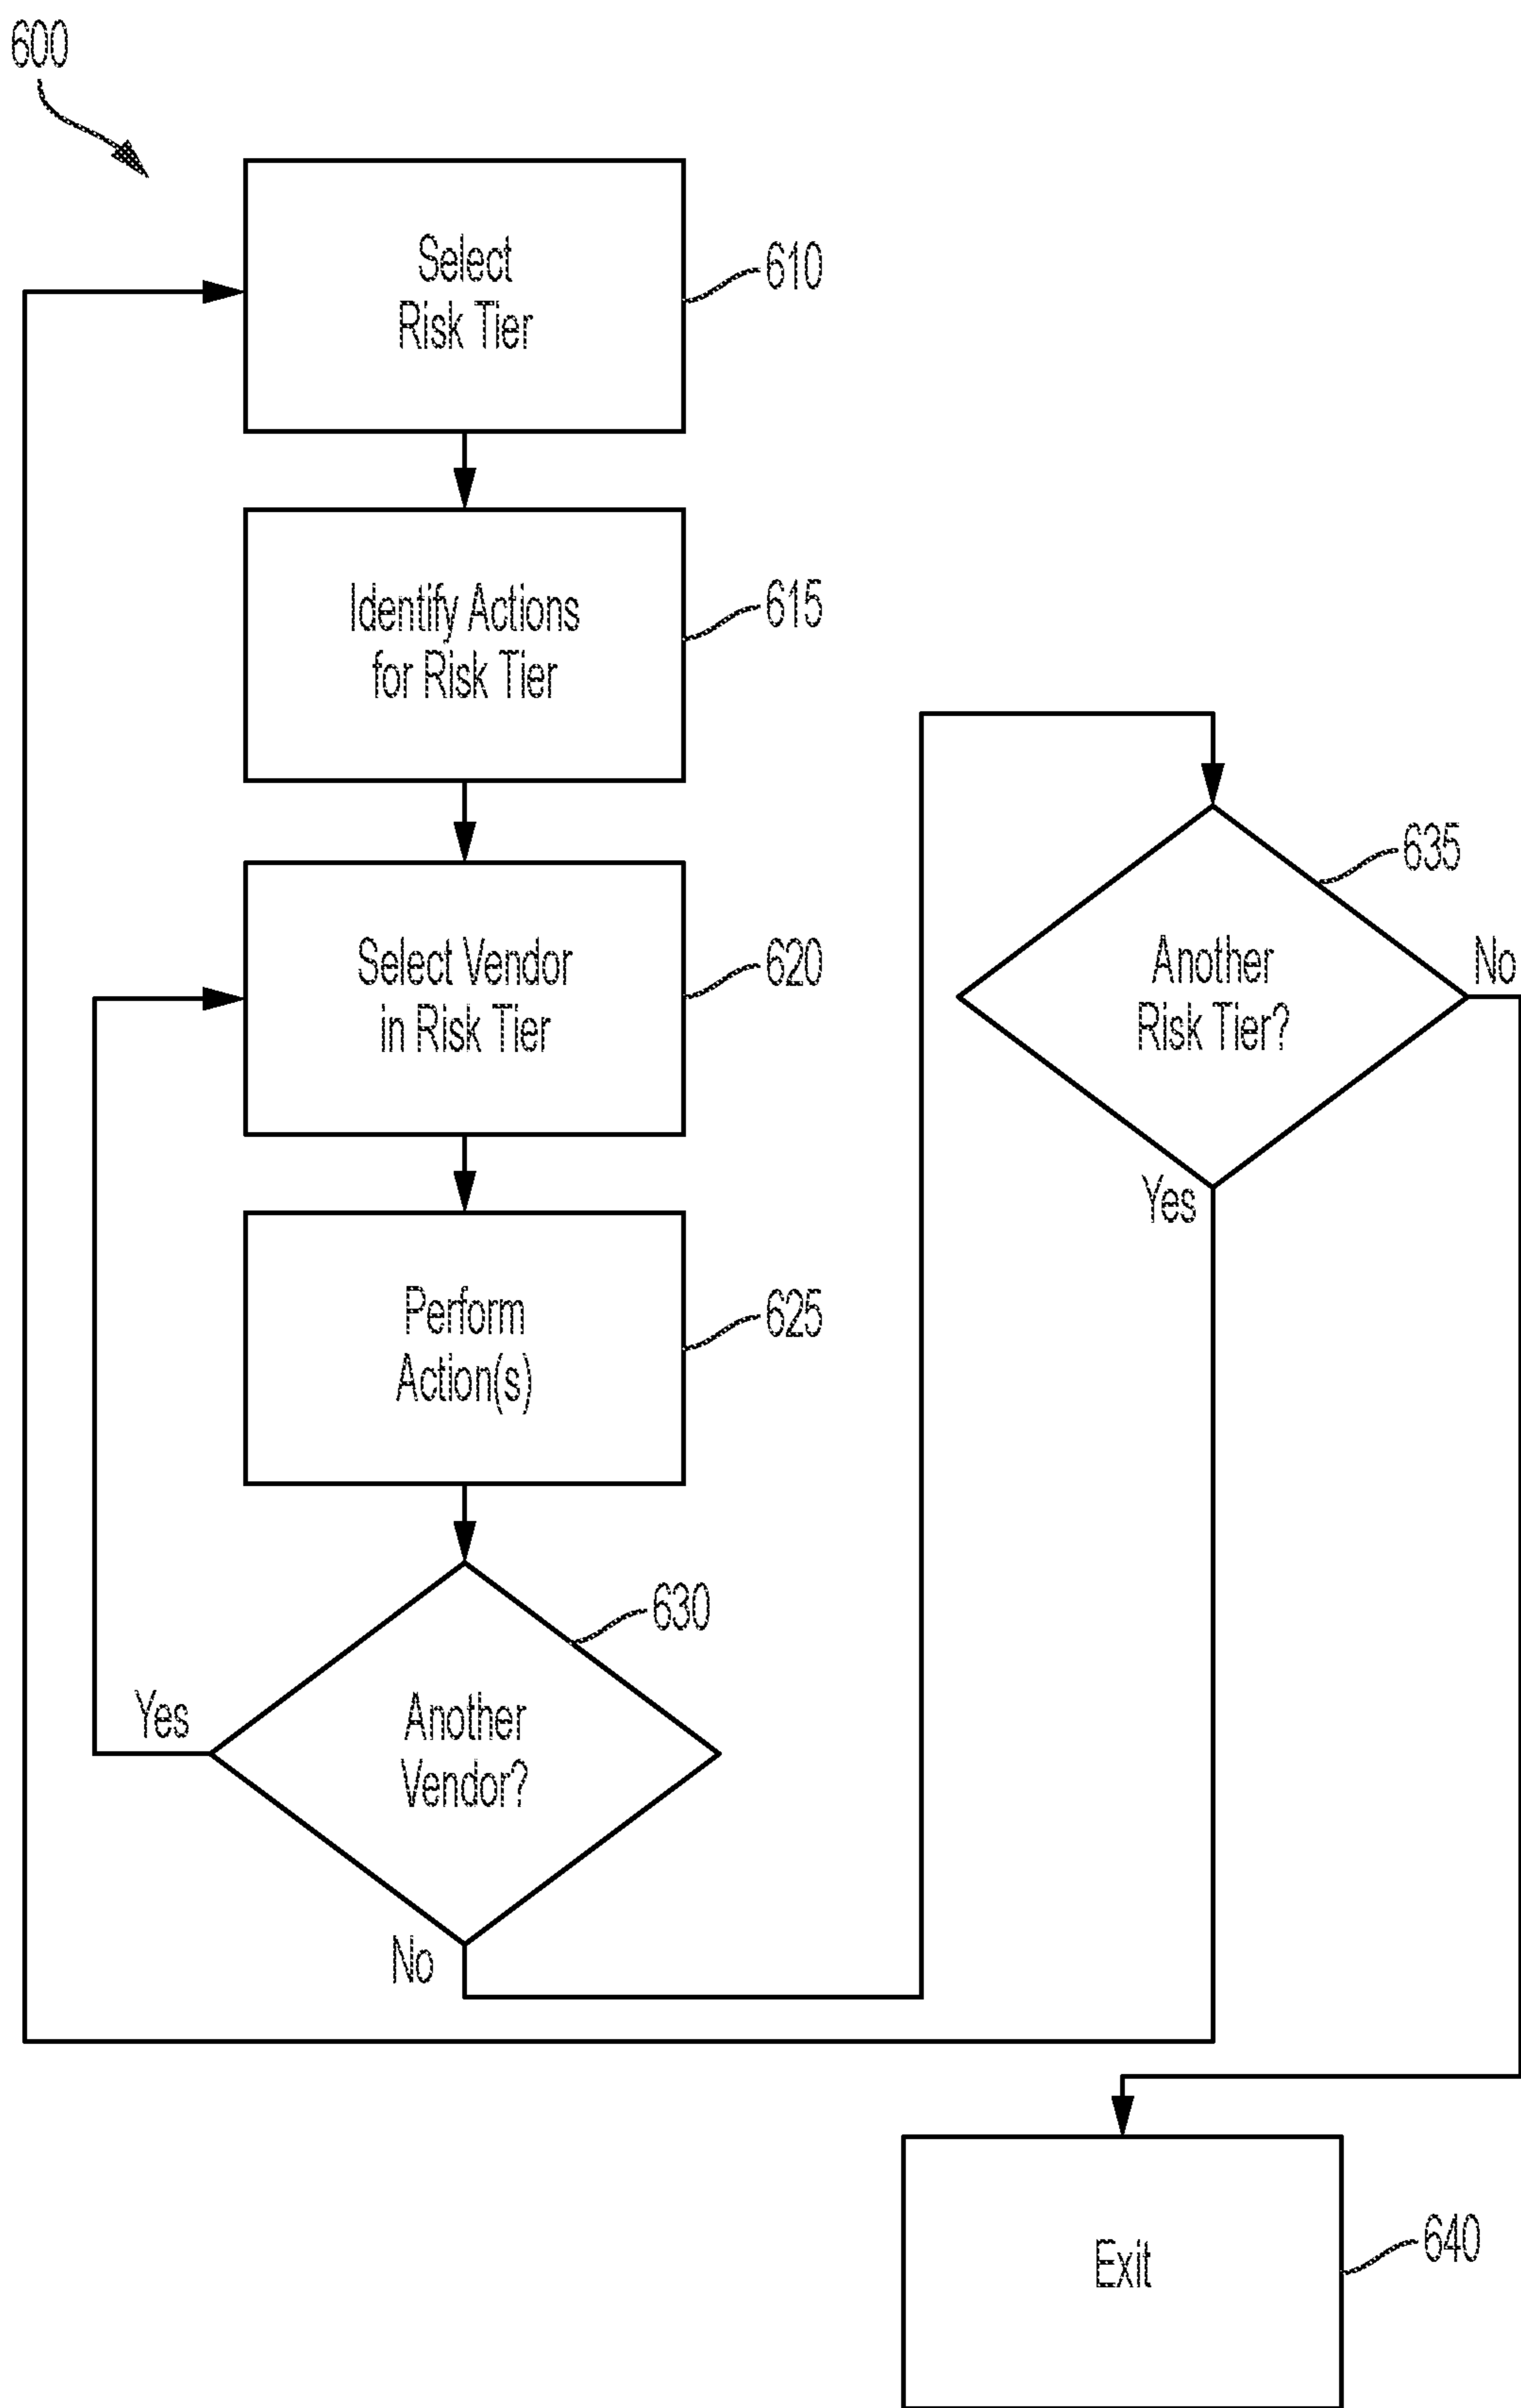 600
Select
Risk Tier
610
Identify Actions
for Risk Tier
615
Select Vendor
in Risk Tier
620
Perform
Action(s)
625
Another
Vendor?
630
Yes
No
Another
Risk Tier?
635
No
Yes
Exit
640